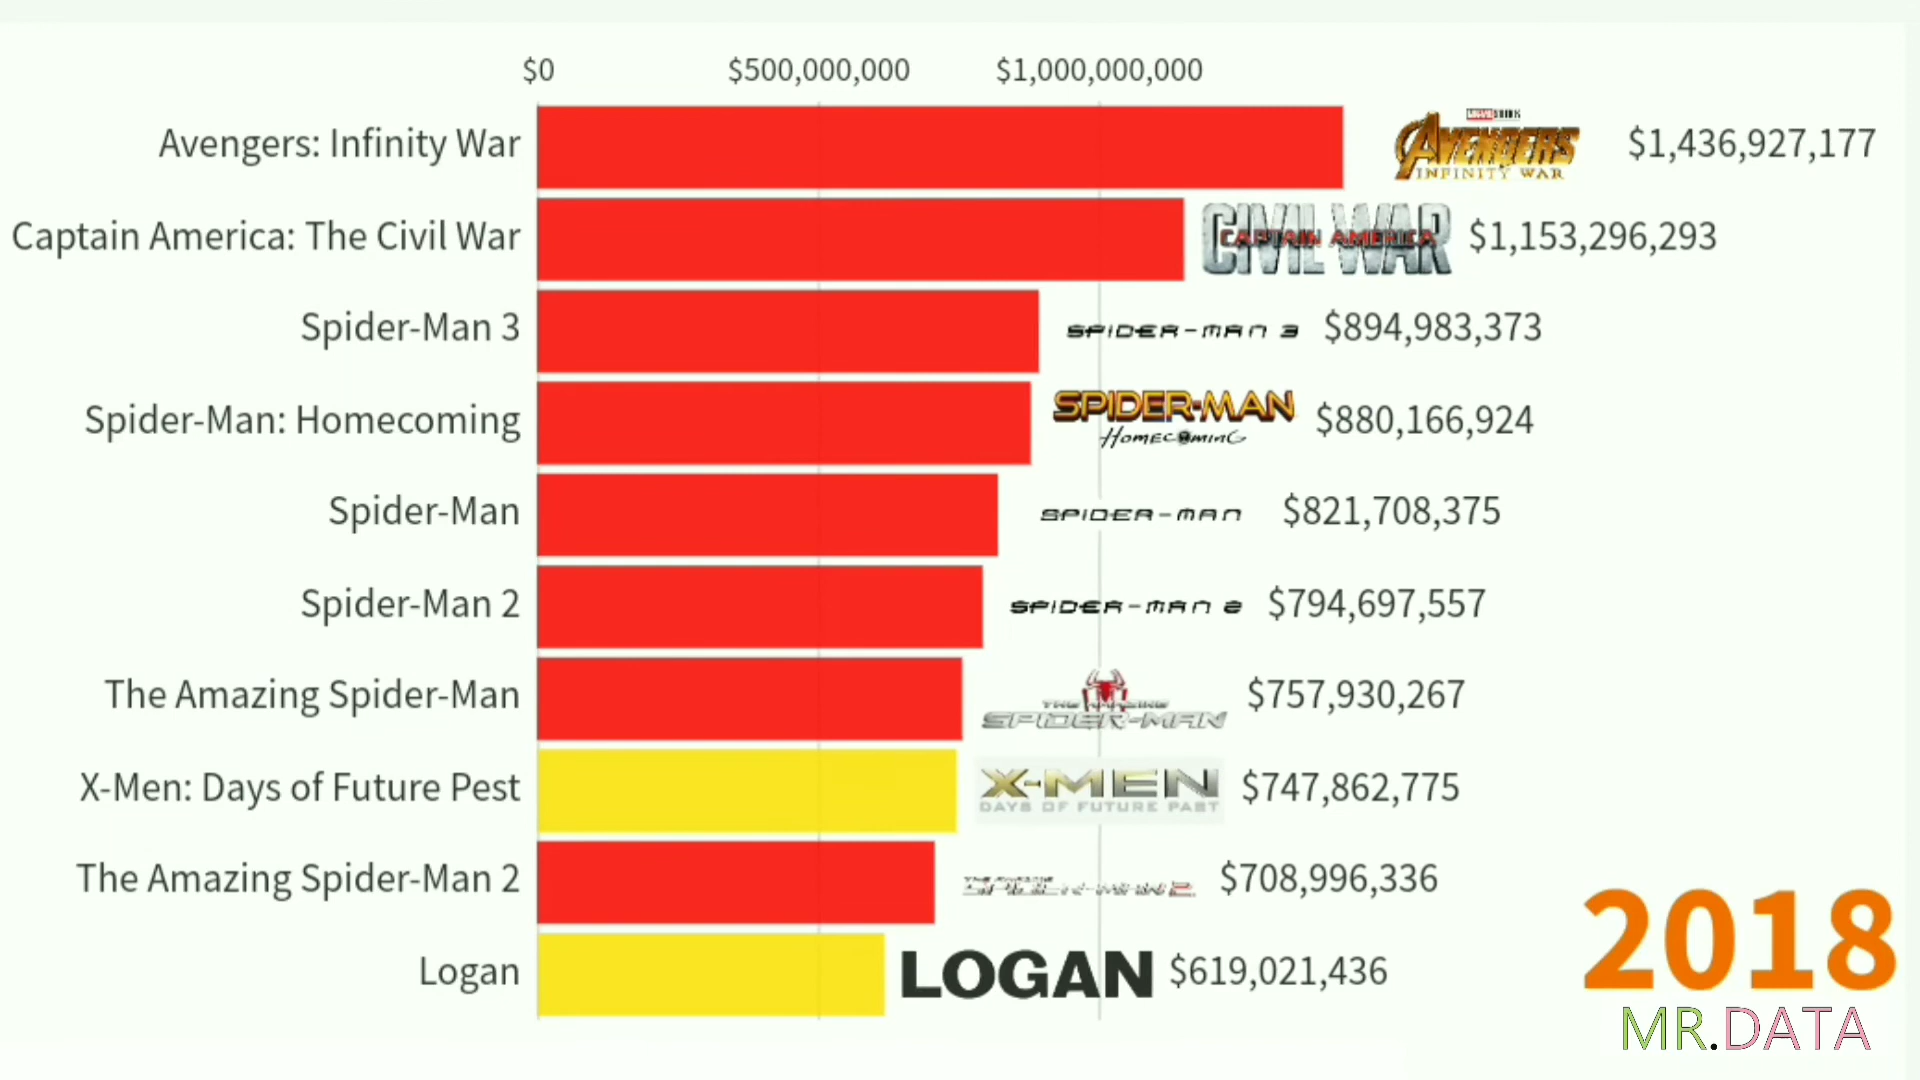 $0 $500,000,000 $1,000,000,000
Avengers: Infinity War AVENGERS INFINITY WAR $1,436,927,177
Captain America: The Civil War CIVIL WAR CAPTAIN AMERICA $1,153,296,293
Spider-Man 3 SPIDER-MAN 3 $894,983,373
Spider-Man: Homecoming SPIDER-MAN HOMECOMING $880,166,924
Spider-Man SPIDER-MAN $821,708,375
Spider-Man 2 SPIDER-MAN 2 $794,697,557
The Amazing Spider-Man THE AMAZING SPIDER-MAN $757,930,267
X-Men: Days of Future Pest X-MEN DAYS OF FUTURE PAST $747,862,775
The Amazing Spider-Man 2 SPIDER-MAN 2 $708,996,336
Logan LOGAN $619,021,436
2018
MR.DATA